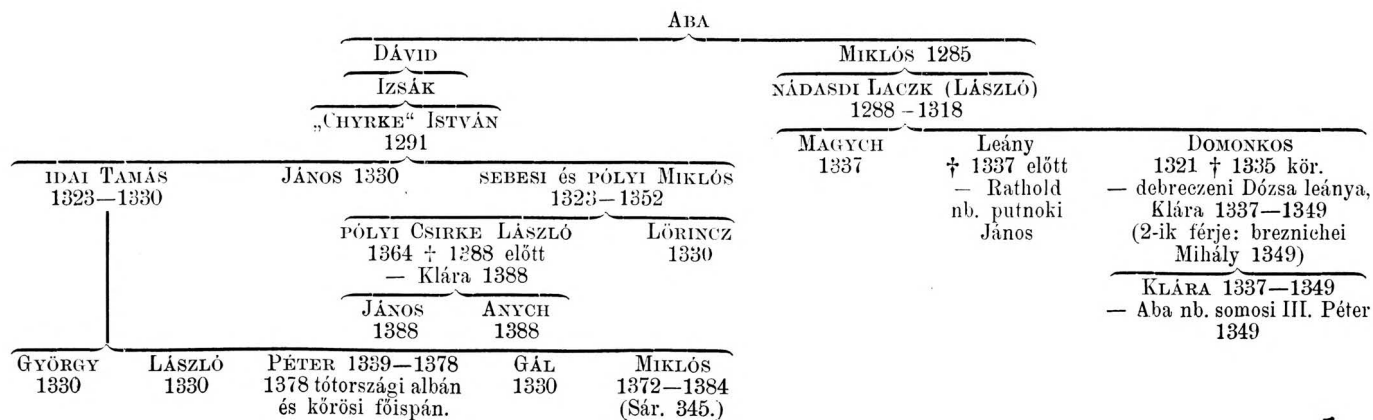 ABA
DÁVID
MIKLÓS 1285
IZSÁK
NÁDASDI LACZK (LÁSZLÓ)
1288–1318
„CHYRKE“ ISTVÁN
1291
MAGYCH
1337
Leány
† 1337 előtt
— Rathold
nb. putnoki
János
DOMONKOS
1321 † 1335 kör.
— debreczeni Dózsa leánya,
Klára 1337—1349
(2-ik férje: breznichei
Mihály 1349)
IDAI TAMÁS
1323—1330
JÁNOS 1330
SEBESI és PÓLYI MIKLÓS
1323—1352
PÓLYI CSIRKE LÁSZLÓ
1364 † 1388 előtt
— Klára 1388
LŐRINCZ
1330
KLÁRA 1337—1349
— Aba nb. somosi III. Péter
1349
JÁNOS
1388
ANYCH
1388
GYÖRGY
1330
LÁSZLÓ
1330
PÉTER 1339—1378
1378 tótországi albán
és kőrösi főispán.
GÁL
1330
MIKLÓS
1372—1384
(Sár. 345.)